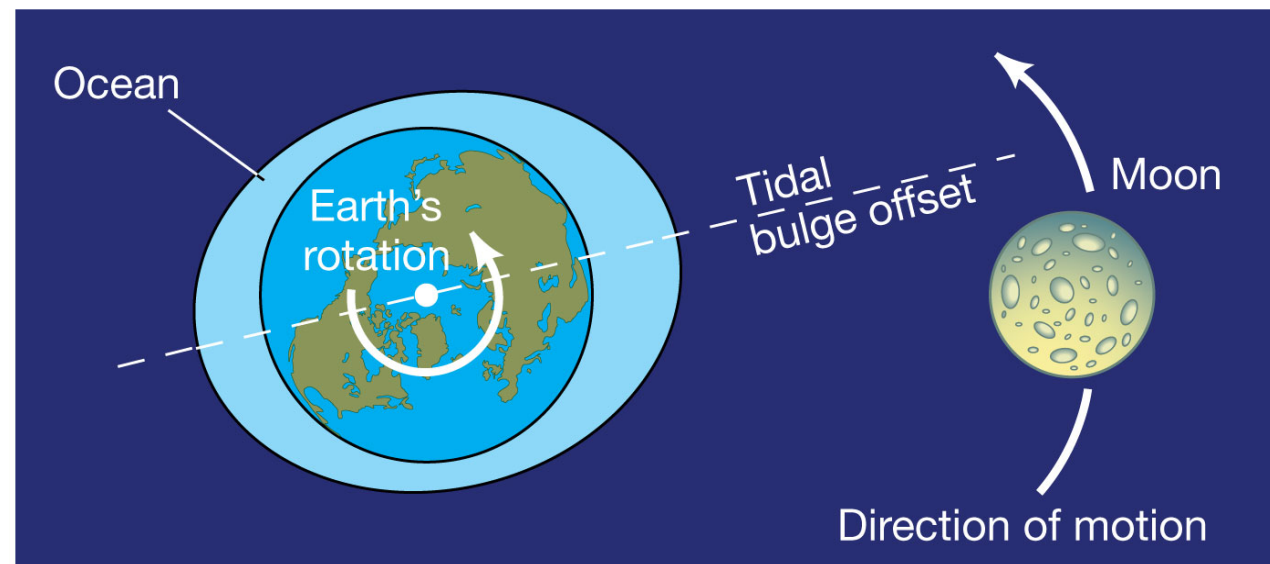 Ocean
Earth's
rotation
Tidal
bulge offset
Moon
Direction of motion